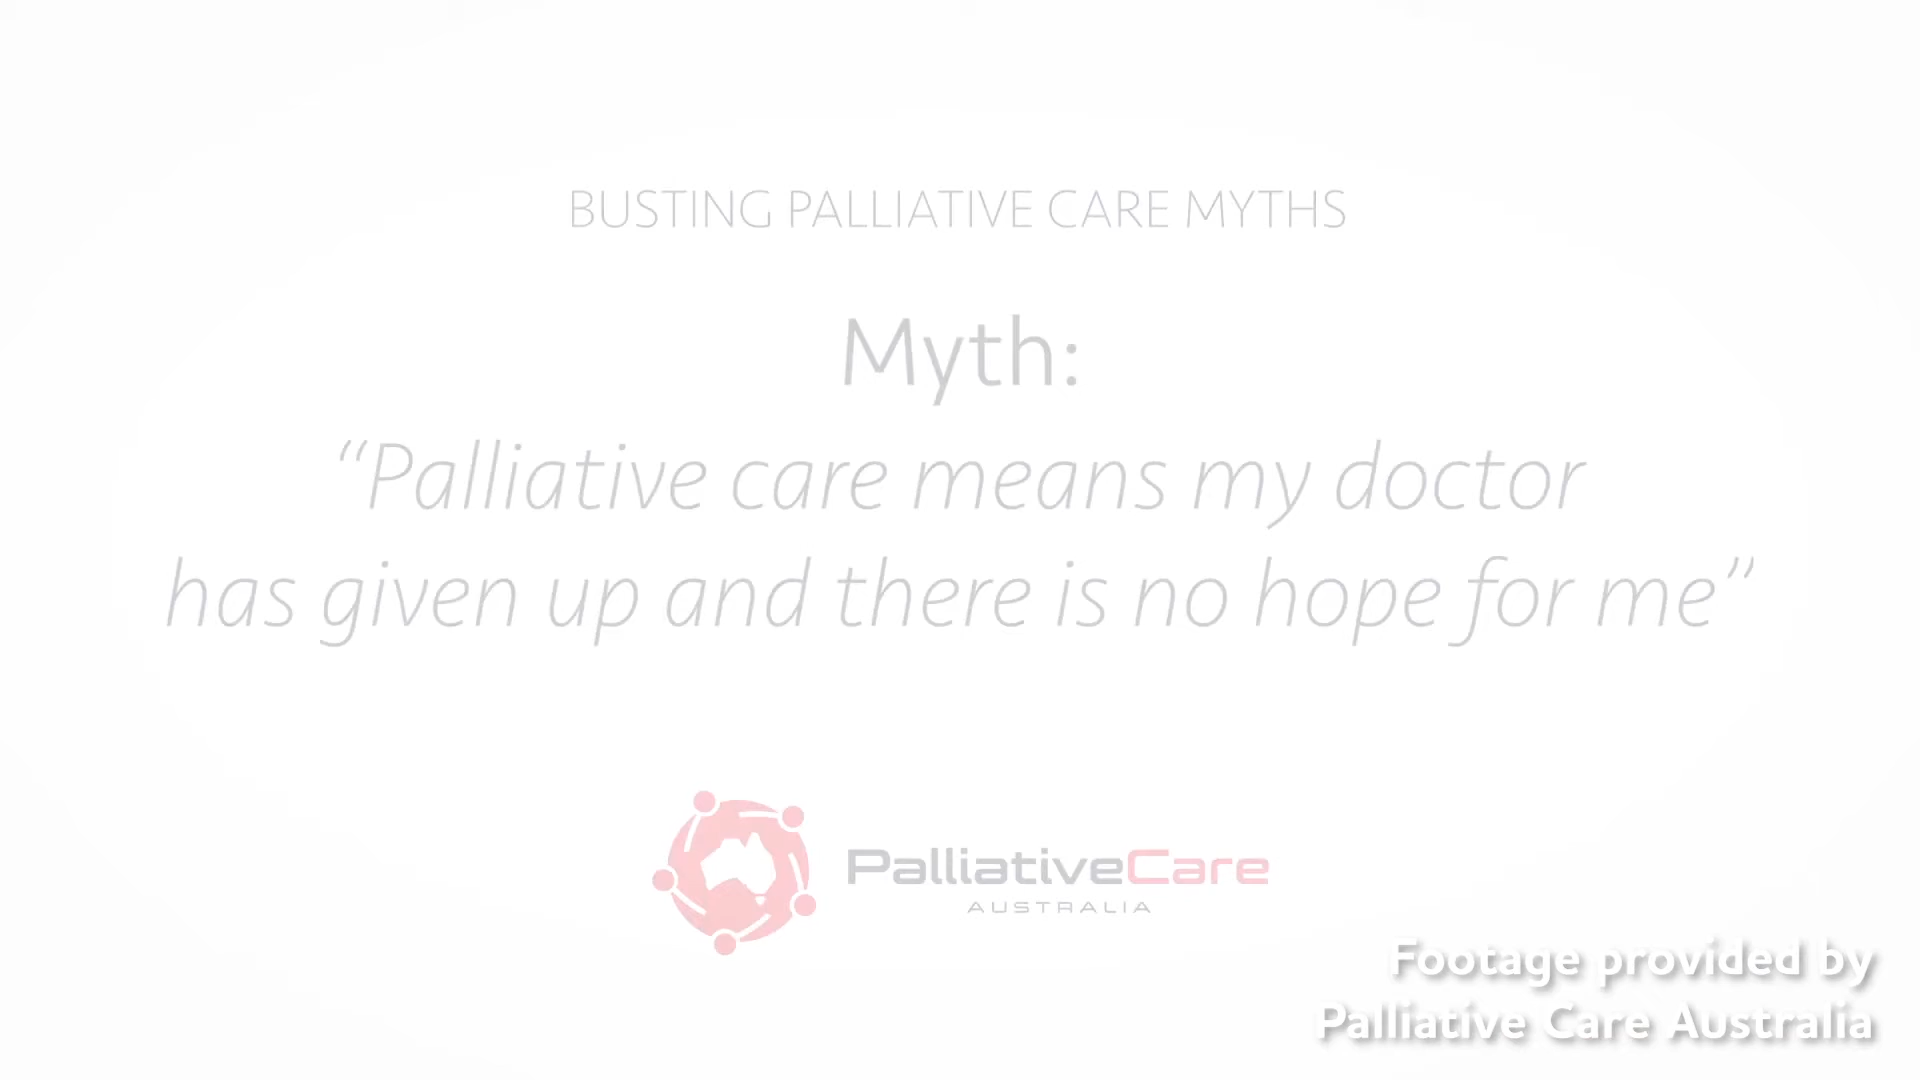 BUSTING PALLIATIVE CARE MYTHS
Myth:
“Palliative care means my doctor
has given up and there is no hope for me”
PalliativeCare
AUSTRALIA
Footage provided by
Palliative Care Australia